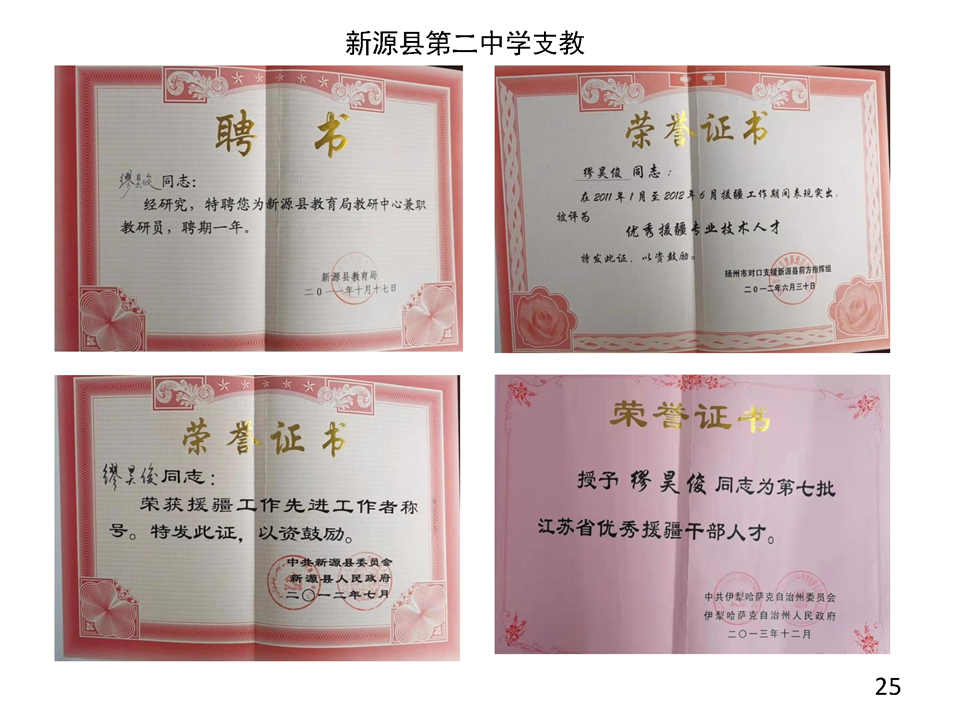 新源县第二中学支教
聘 书
缪昊俊同志:
经研究，特聘您为新源县教育局教研中心兼职
教研员，聘期一年。
新源县教育局
二0一一年十月十七日
荣誉证书
缪昊俊 同志：
在2011年1月至2012年6月援疆工作期间表现突出，
被评为
优秀援疆专业技术人才
特发此证，以资鼓励。
扬州市对口支援新源县前方指挥组
二0一二年六月三十日
荣誉证书
缪昊俊同志：
荣获援疆工作先进工作者称
号。特发此证，以资鼓励。
中共新源县委员会
新源县人民政府
二〇一二年七月
荣誉证书
授予 缪昊俊 同志为第七批
江苏省优秀援疆干部人才。
中共伊犁哈萨克自治州委员会
伊犁哈萨克自治州人民政府
二〇一三年十二月
25